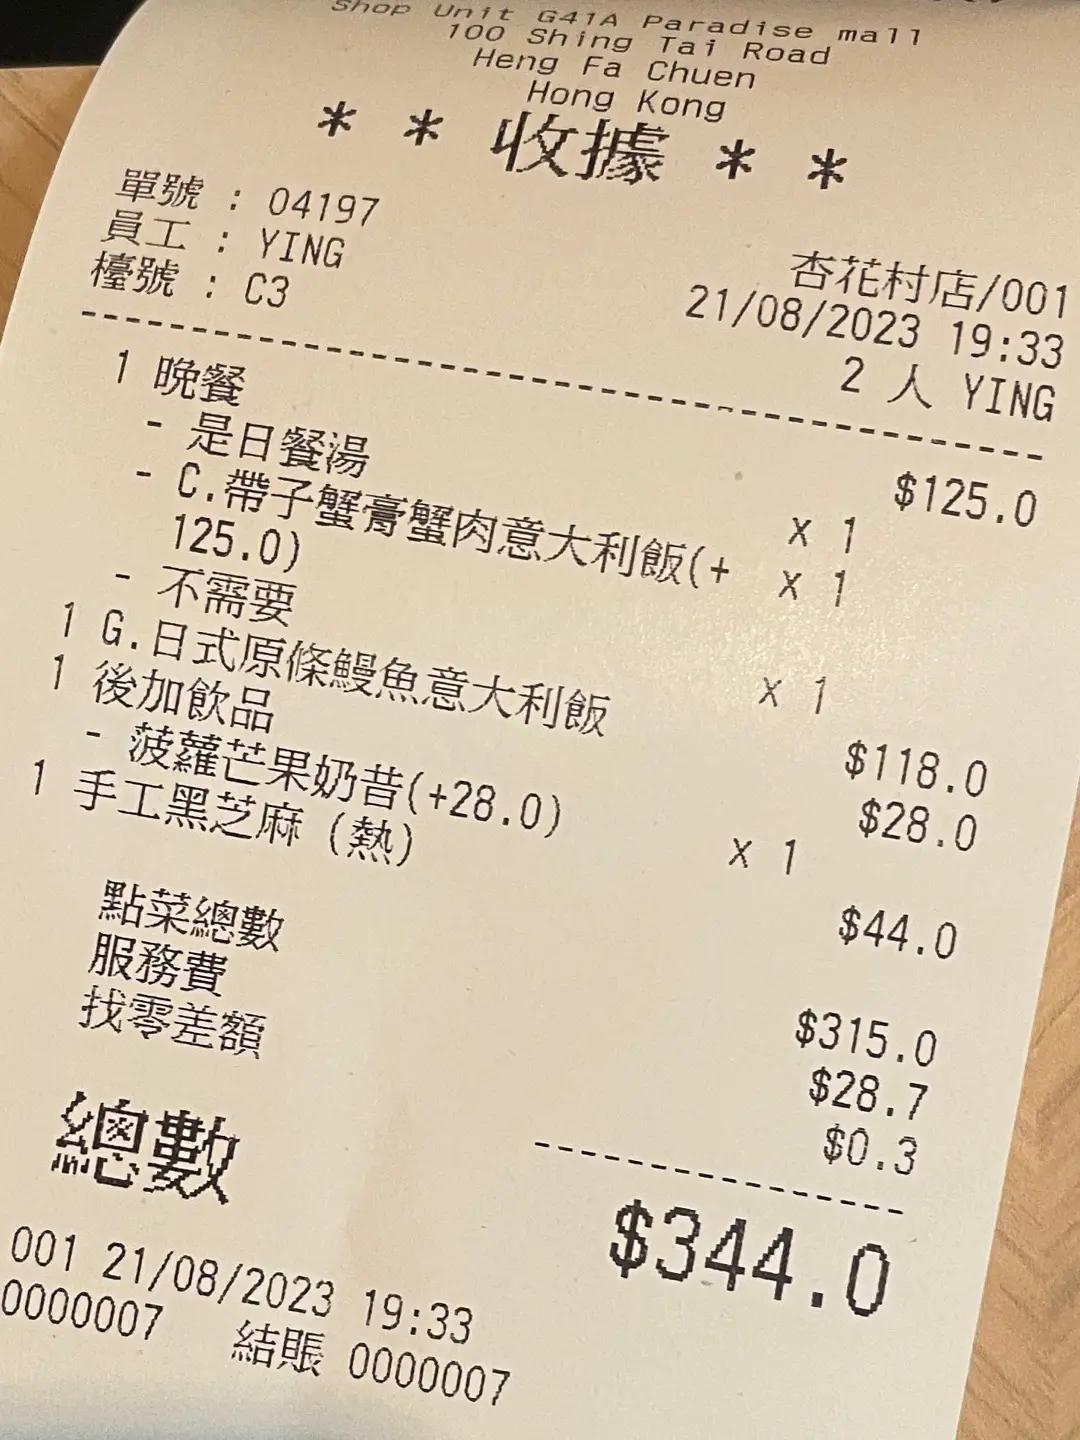 Shop Unit G41A Paradise mall
100 Shing Tai Road
Heng Fa Chuen
Hong Kong
* * 收據 * *
單號 : 04197
員工 : YING
杏花村店/001
檯號 : C3
21/08/2023 19:33
2 人 YING
1 晚餐 $125.0
- 是日餐湯 x 1
- C.帶子蟹膏蟹肉意大利飯(+ x 1
125.0)
- 不需要 x 1
1 G.日式原條鰻魚意大利飯 $118.0
1 後加飲品 $28.0
- 菠蘿芒果奶昔(+28.0) x 1
1 手工黑芝麻 (熱) $44.0
點菜總數 $315.0
服務費 $28.7
找零差額 $0.3
總數 $344.0
001 21/08/2023 19:33
0000007 結賬 0000007